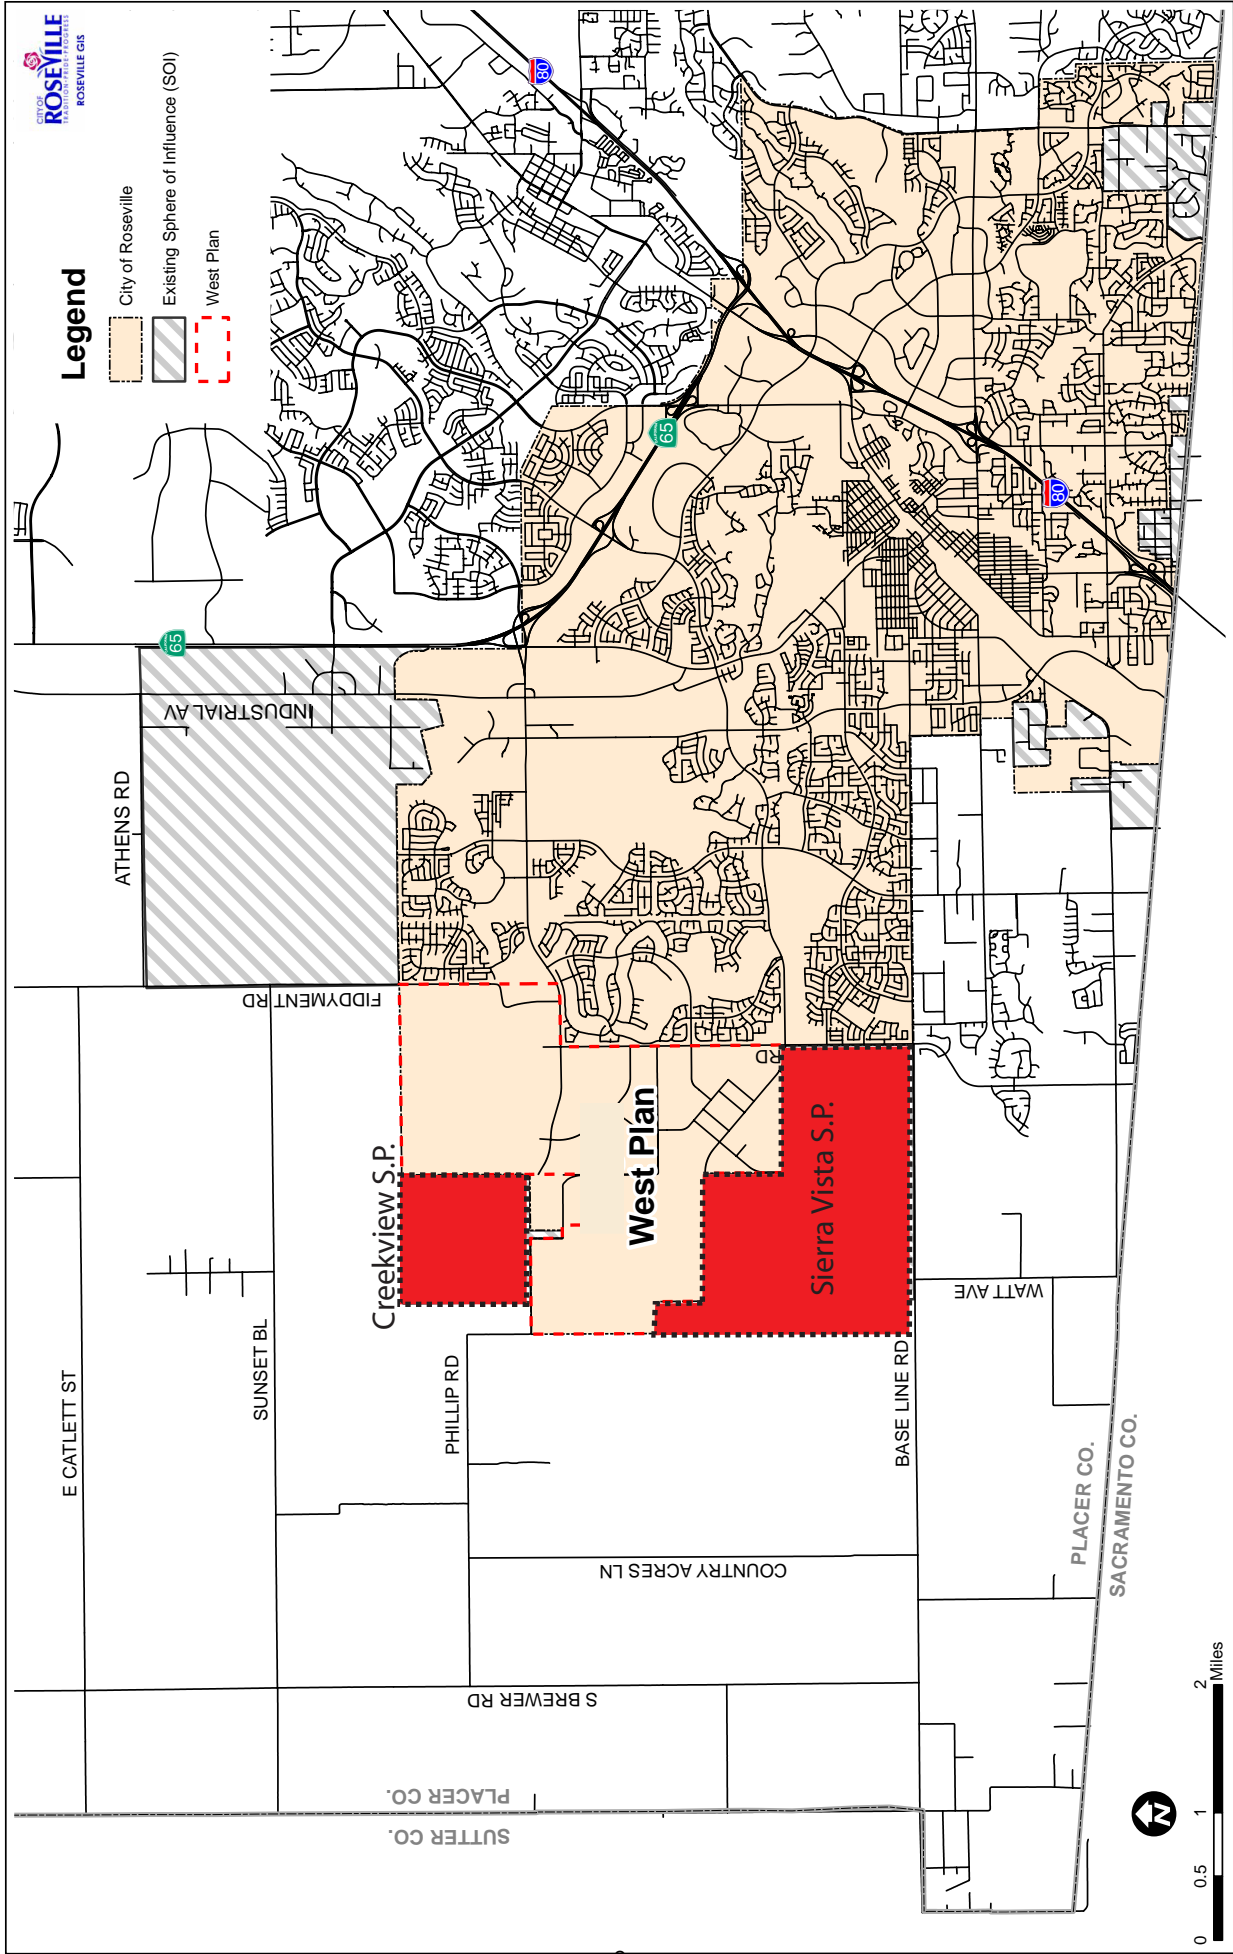 CITY OF
ROSEVILLE
TRADITION·PRIDE·PROGRESS
ROSEVILLE GIS
Legend
City of Roseville
Existing Sphere of Influence (SOI)
West Plan
80
65
65
80
ATHENS RD
INDUSTRIAL AV
FIDDYMENT RD
RD
E CATLETT ST
SUNSET BL
PHILLIP RD
Creekview S.P.
West Plan
Sierra Vista S.P.
BASE LINE RD
WATT AVE
COUNTRY ACRES LN
S BREWER RD
PLACER CO.
SUTTER CO.
PLACER CO.
SACRAMENTO CO.
N
0 0.5 1 2
Miles